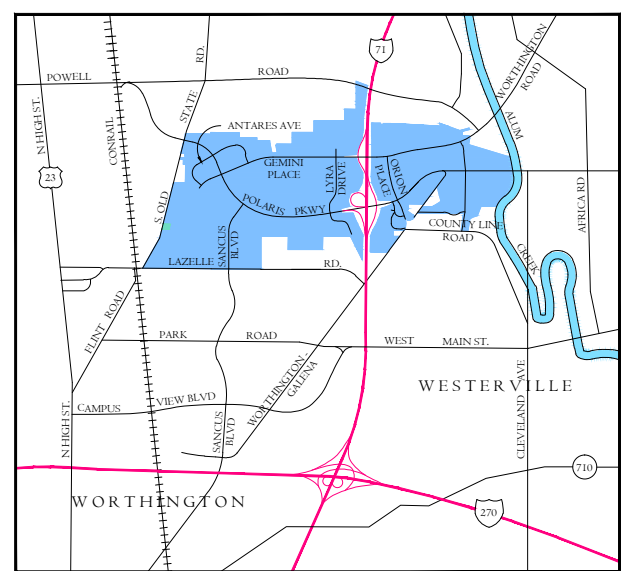 71
POWELL
ROAD
WORTHINGTON
ROAD
N HIGH ST.
CONRAIL
STATE
RD.
ALUM
ANTARES AVE
GEMINI
PLACE
LYRA
DRIVE
ORION
PLACE
23
S. OLD
POLARIS PKWY
AFRICA RD
COUNTY LINE
ROAD
SANCUS
BLVD
CREEK
LAZELLE
RD.
FLINT ROAD
PARK
ROAD
WEST
MAIN ST.
WORTHINGTON -
GALENA
WESTERVILLE
CLEVELAND AVE
CAMPUS
VIEW BLVD
N HIGH ST.
SANCUS
BLVD
710
WORTHINGTON
270